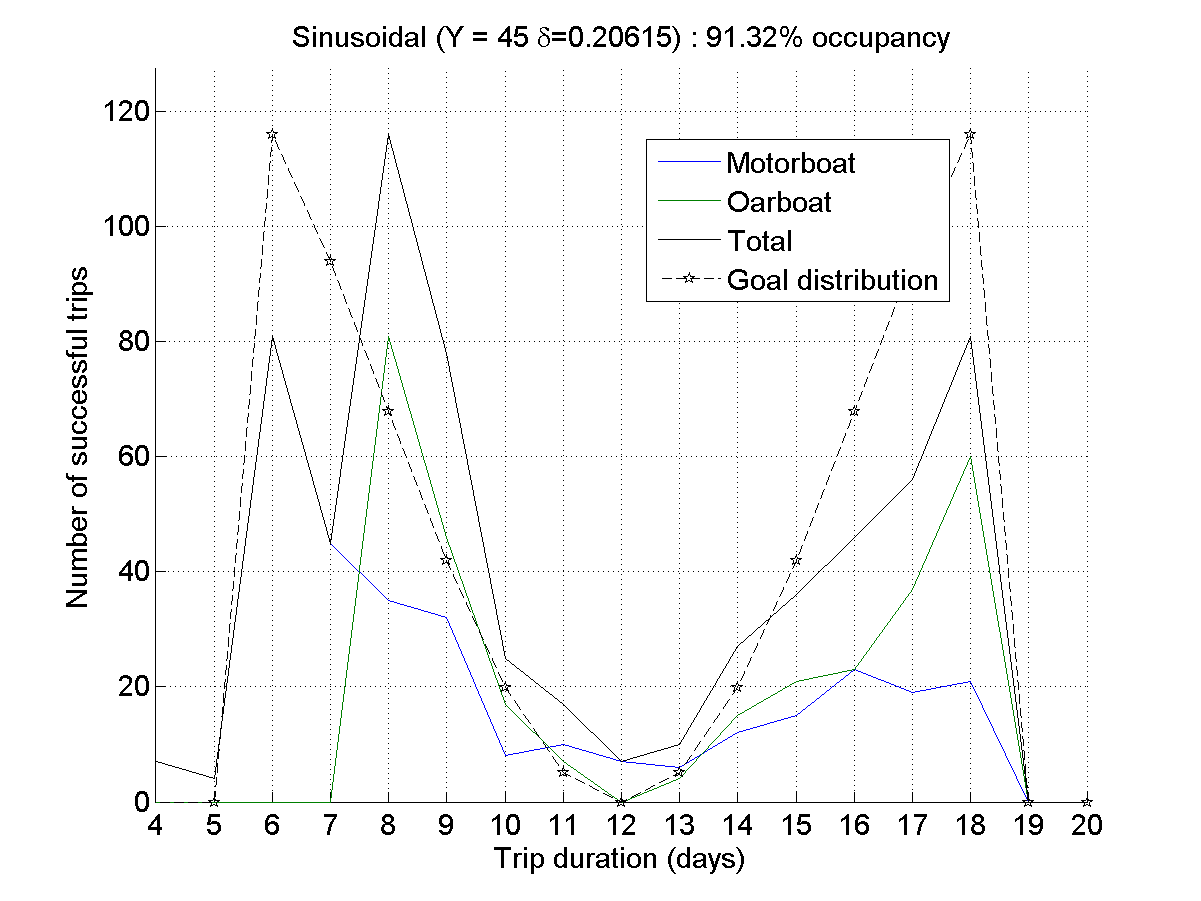 Sinusoidal (Y = 45 δ=0.20615) : 91.32% occupancy
120
100
80
60
40
20
0
Number of successful trips
Motorboat
Oarboat
Total
Goal distribution
4 5 6 7 8 9 10 11 12 13 14 15 16 17 18 19 20
Trip duration (days)